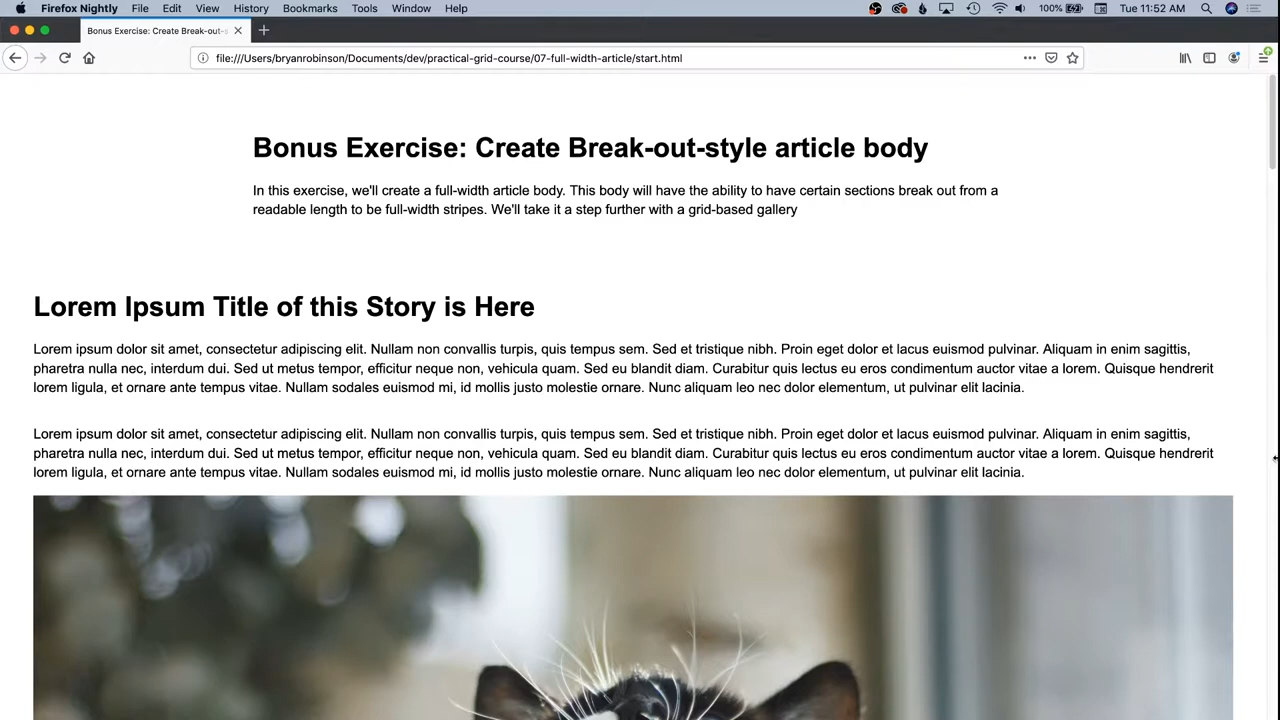 Firefox Nightly File Edit View History Bookmarks Tools Window Help 100% Tue 11:52 AM
Bonus Exercise: Create Break-out-s
file:///Users/bryanrobinson/Documents/dev/practical-grid-course/07-full-width-article/start.html
Bonus Exercise: Create Break-out-style article body
In this exercise, we'll create a full-width article body. This body will have the ability to have certain sections break out from a
readable length to be full-width stripes. We'll take it a step further with a grid-based gallery
Lorem Ipsum Title of this Story is Here
Lorem ipsum dolor sit amet, consectetur adipiscing elit. Nullam non convallis turpis, quis tempus sem. Sed et tristique nibh. Proin eget dolor et lacus euismod pulvinar. Aliquam in enim sagittis,
pharetra nulla nec, interdum dui. Sed ut metus tempor, efficitur neque non, vehicula quam. Sed eu blandit diam. Curabitur quis lectus eu eros condimentum auctor vitae a lorem. Quisque hendrerit
lorem ligula, et ornare ante tempus vitae. Nullam sodales euismod mi, id mollis justo molestie ornare. Nunc aliquam leo nec dolor elementum, ut pulvinar elit lacinia.
Lorem ipsum dolor sit amet, consectetur adipiscing elit. Nullam non convallis turpis, quis tempus sem. Sed et tristique nibh. Proin eget dolor et lacus euismod pulvinar. Aliquam in enim sagittis,
pharetra nulla nec, interdum dui. Sed ut metus tempor, efficitur neque non, vehicula quam. Sed eu blandit diam. Curabitur quis lectus eu eros condimentum auctor vitae a lorem. Quisque hendrerit
lorem ligula, et ornare ante tempus vitae. Nullam sodales euismod mi, id mollis justo molestie ornare. Nunc aliquam leo nec dolor elementum, ut pulvinar elit lacinia.